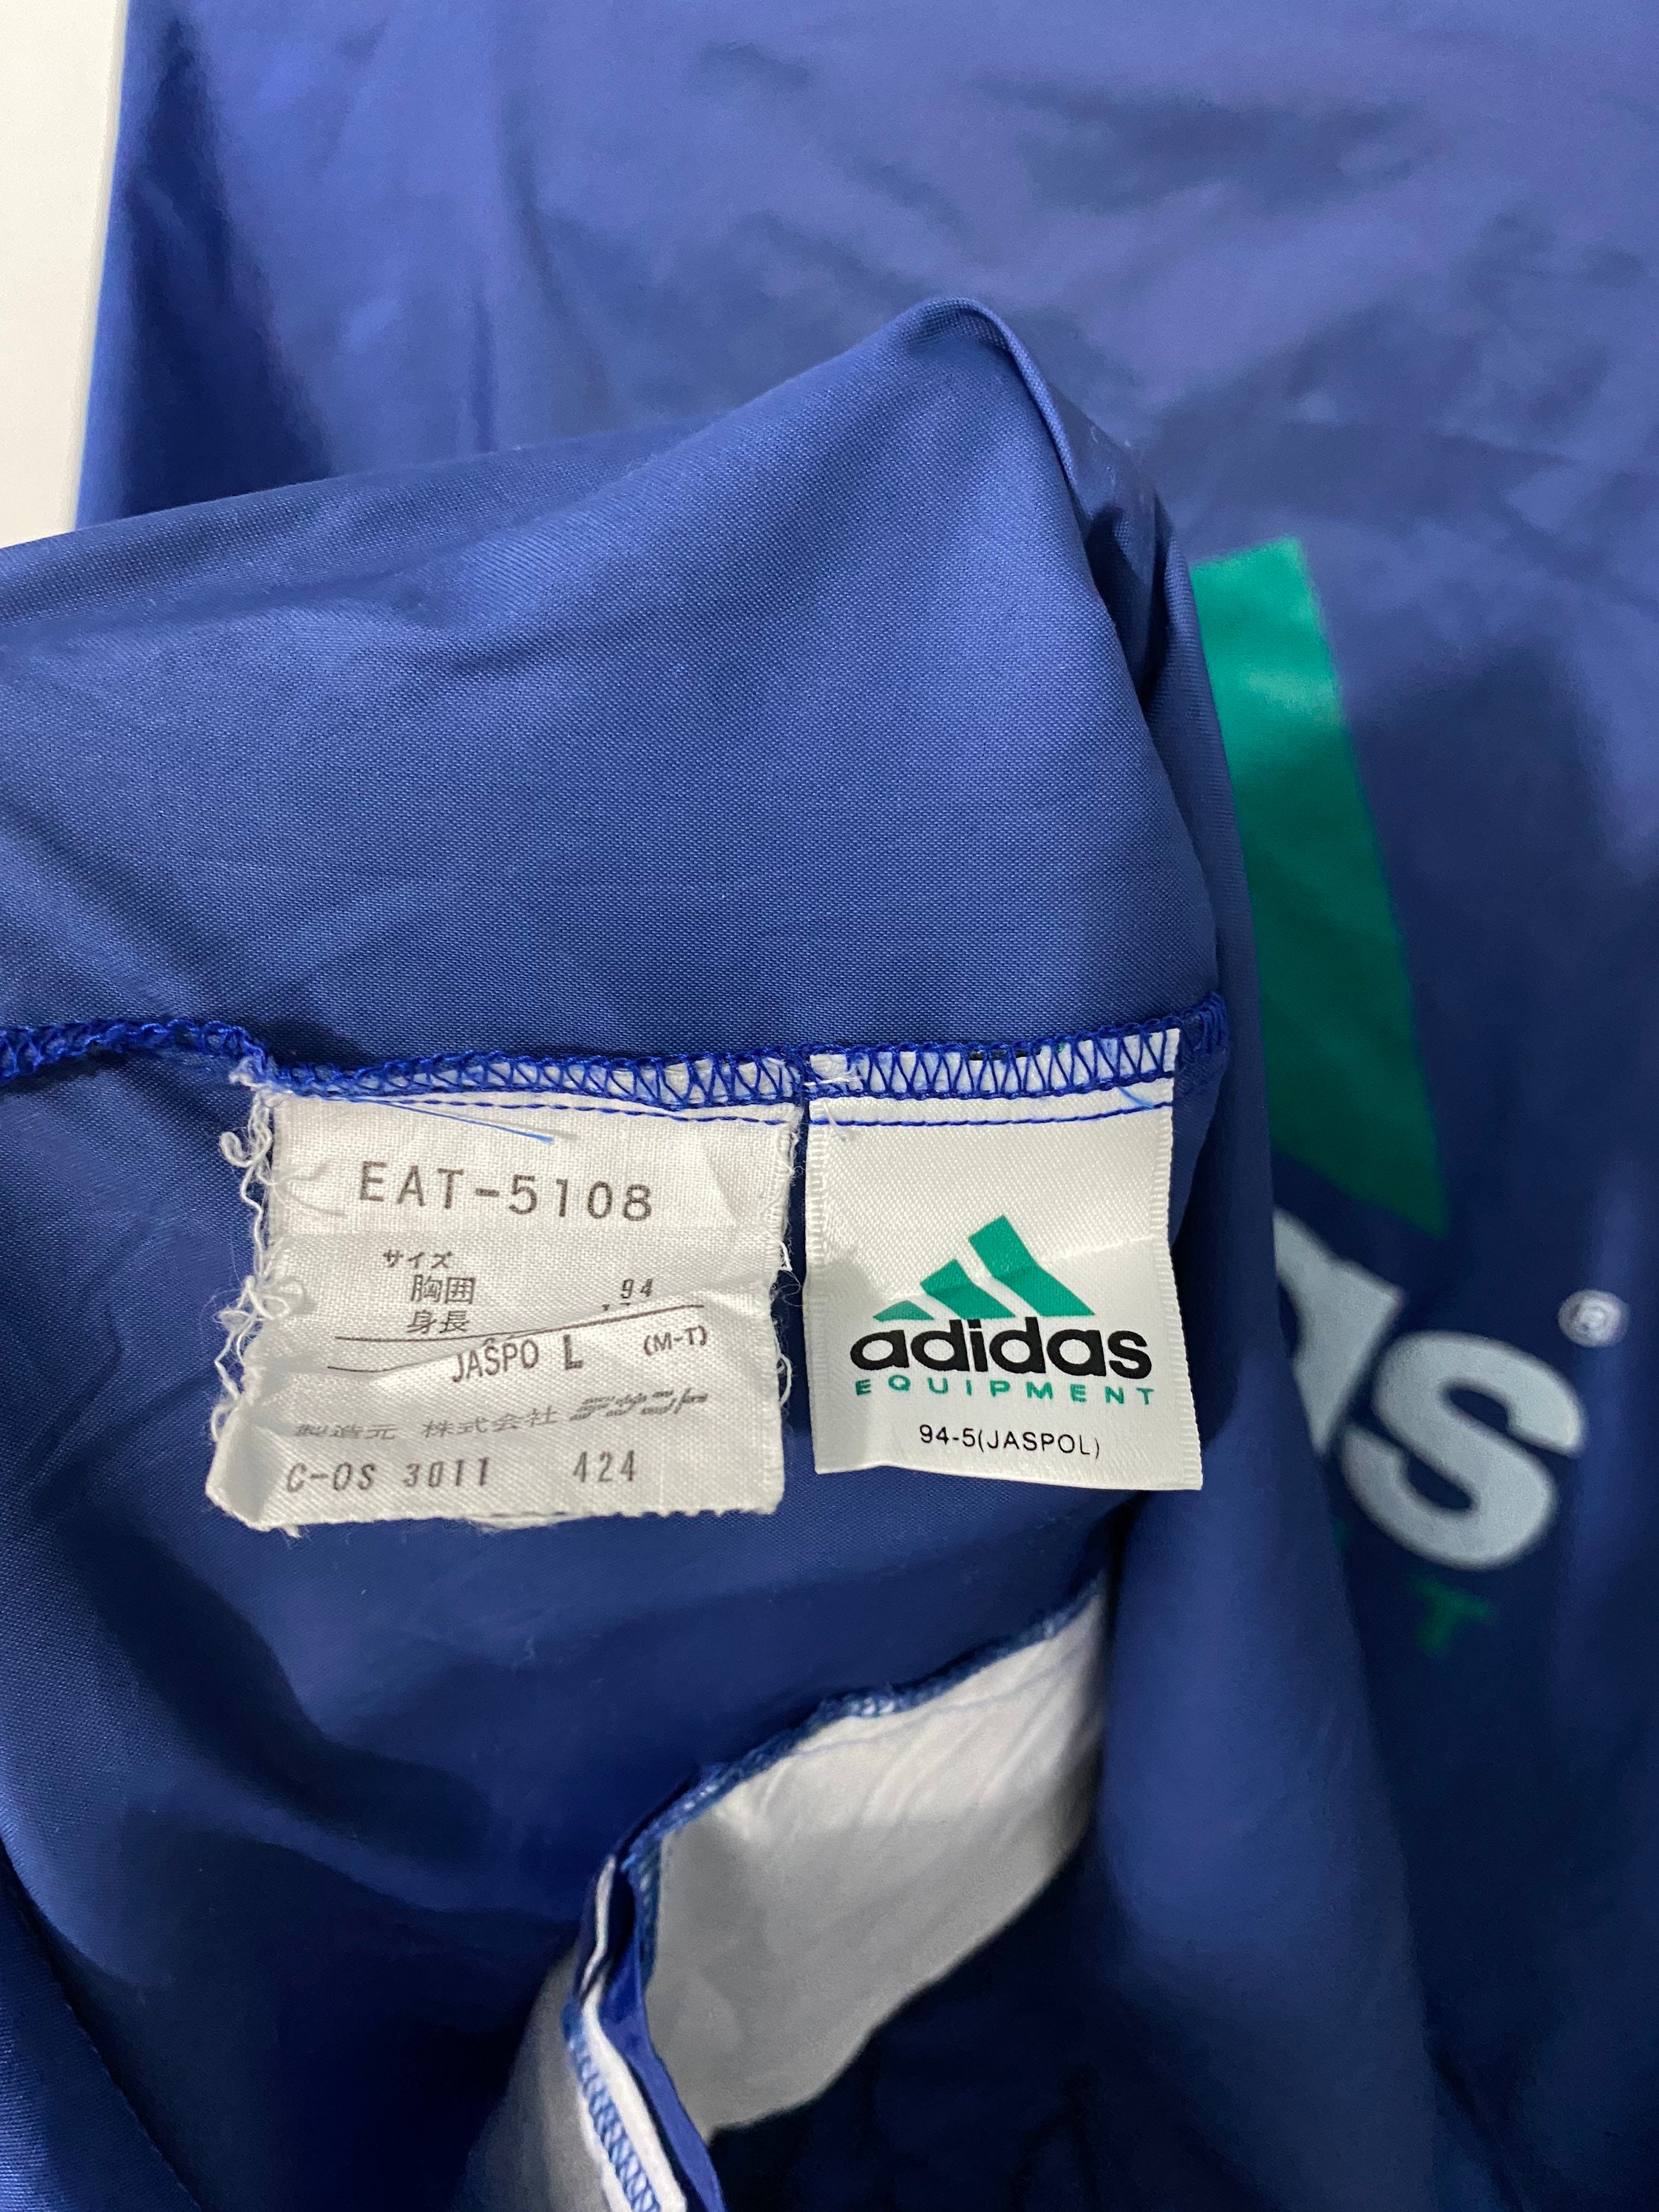 EAT-5108
サイズ
胸囲 94
身長
JASPO L (M-T)
製造元 株式会社 デサント
C-OS 3011 424
adidas
EQUIPMENT
94-5(JASPOL)
as ®
T